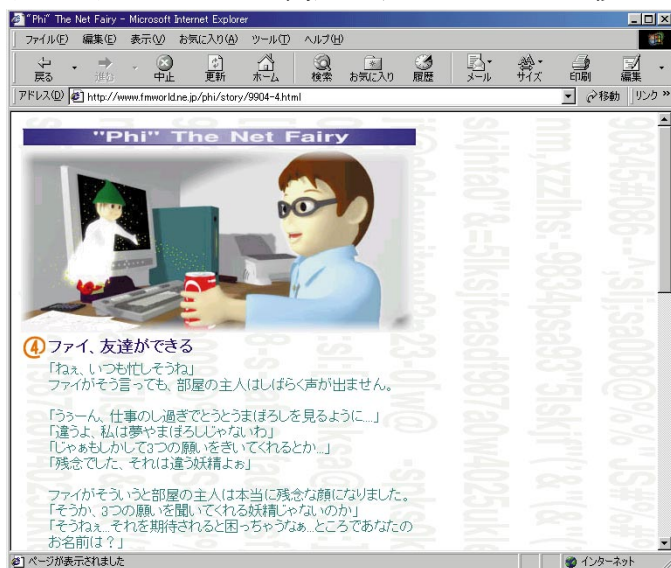 "Phi" The Net Fairy - Microsoft Internet Explorer
ファイル(F) 編集(E) 表示(V) お気に入り(A) ツール(T) ヘルプ(H)
戻る 進む 中止 更新 ホーム 検索 お気に入り 履歴 メール サイズ 印刷 編集
アドレス(D) http://www.fmworld.ne.jp/phi/story/9904-4.html 移動 リンク »
"Phi" The Net Fairy
④ ファイ、友達ができる
「ねぇ、いつも忙しそうね」
ファイがそう言っても、部屋の主人はしばらく声が出ません。
「うぅーん、仕事のし過ぎでとうとうまぼろしを見るように...」
「違うよ、私は夢やまぼろしじゃないわ」
「じゃぁもしかして3つの願いをきいてくれるとか...」
「残念でした、それは違う妖精よぉ」
ファイがそういうと部屋の主人は本当に残念な顔になりました。
「そうか、3つの願いを聞いてくれる妖精じゃないのか」
「そうねぇ...それを期待されると困っちゃうなぁ...ところであなたの
お名前は？」
ページが表示されました インターネット